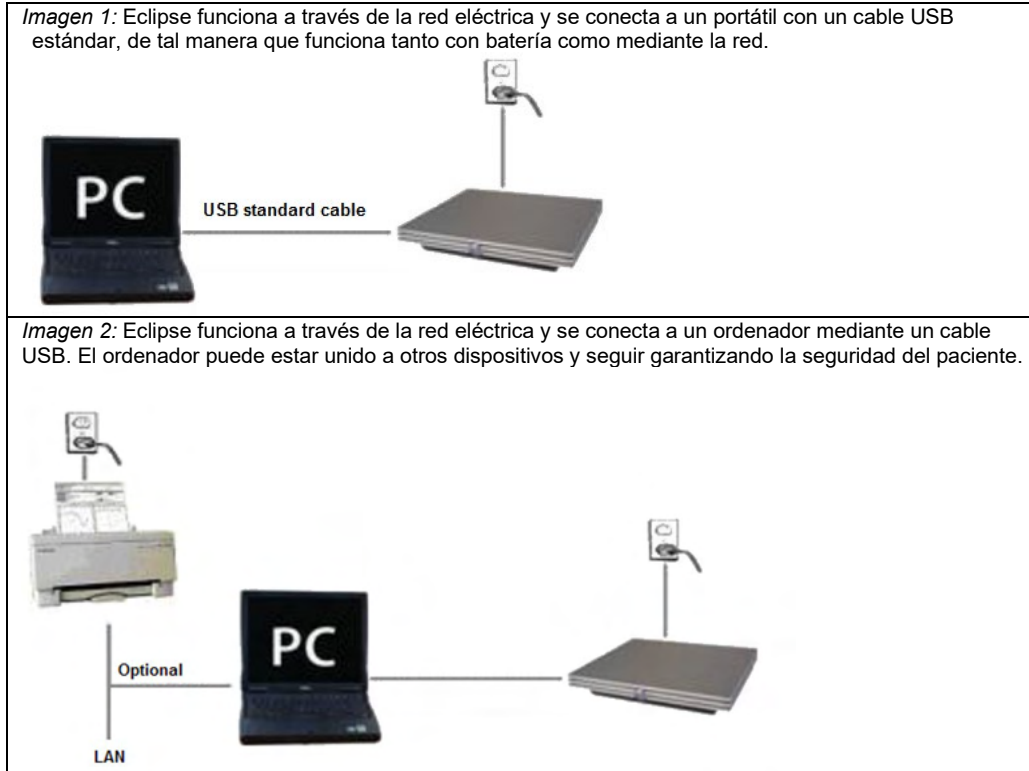 Imagen 1: Eclipse funciona a través de la red eléctrica y se conecta a un portátil con un cable USB
estándar, de tal manera que funciona tanto con batería como mediante la red.
PC
USB standard cable
Imagen 2: Eclipse funciona a través de la red eléctrica y se conecta a un ordenador mediante un cable
USB. El ordenador puede estar unido a otros dispositivos y seguir garantizando la seguridad del paciente.
PC
Optional
LAN